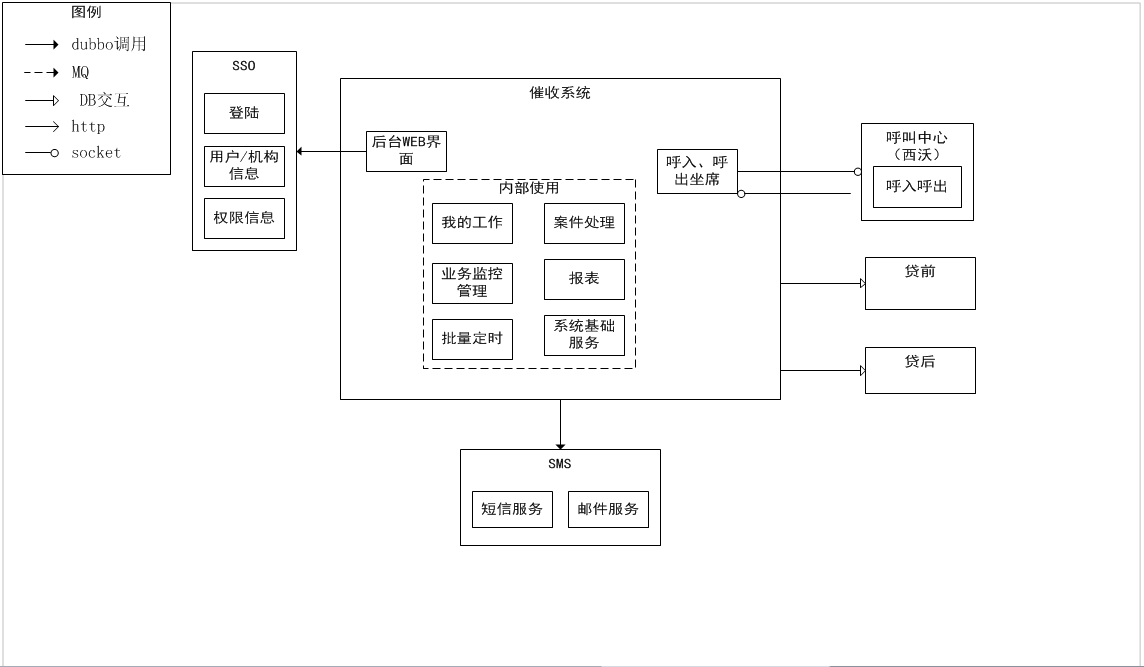 图例
dubbo调用
MQ
DB交互
http
socket
SSO
登陆
用户/机构
信息
权限信息
催收系统
后台WEB界
面
内部使用
我的工作
案件处理
业务监控
管理
报表
批量定时
系统基础
服务
呼入、呼
出坐席
呼叫中心
（西沃）
呼入呼出
贷前
贷后
SMS
短信服务
邮件服务